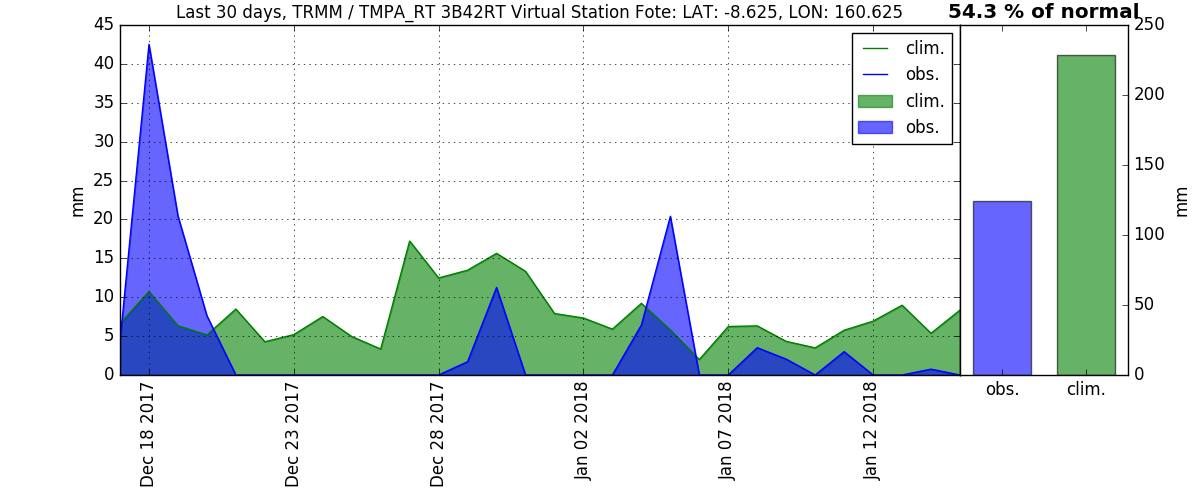 Last 30 days, TRMM / TMPA_RT 3B42RT Virtual Station Fote: LAT: -8.625, LON: 160.625
54.3 % of normal
45
40
35
30
25
20
15
10
5
0
mm
clim.
obs.
clim.
obs.
Dec 18 2017
Dec 23 2017
Dec 28 2017
Jan 02 2018
Jan 07 2018
Jan 12 2018
250
200
150
100
50
0
mm
obs.
clim.